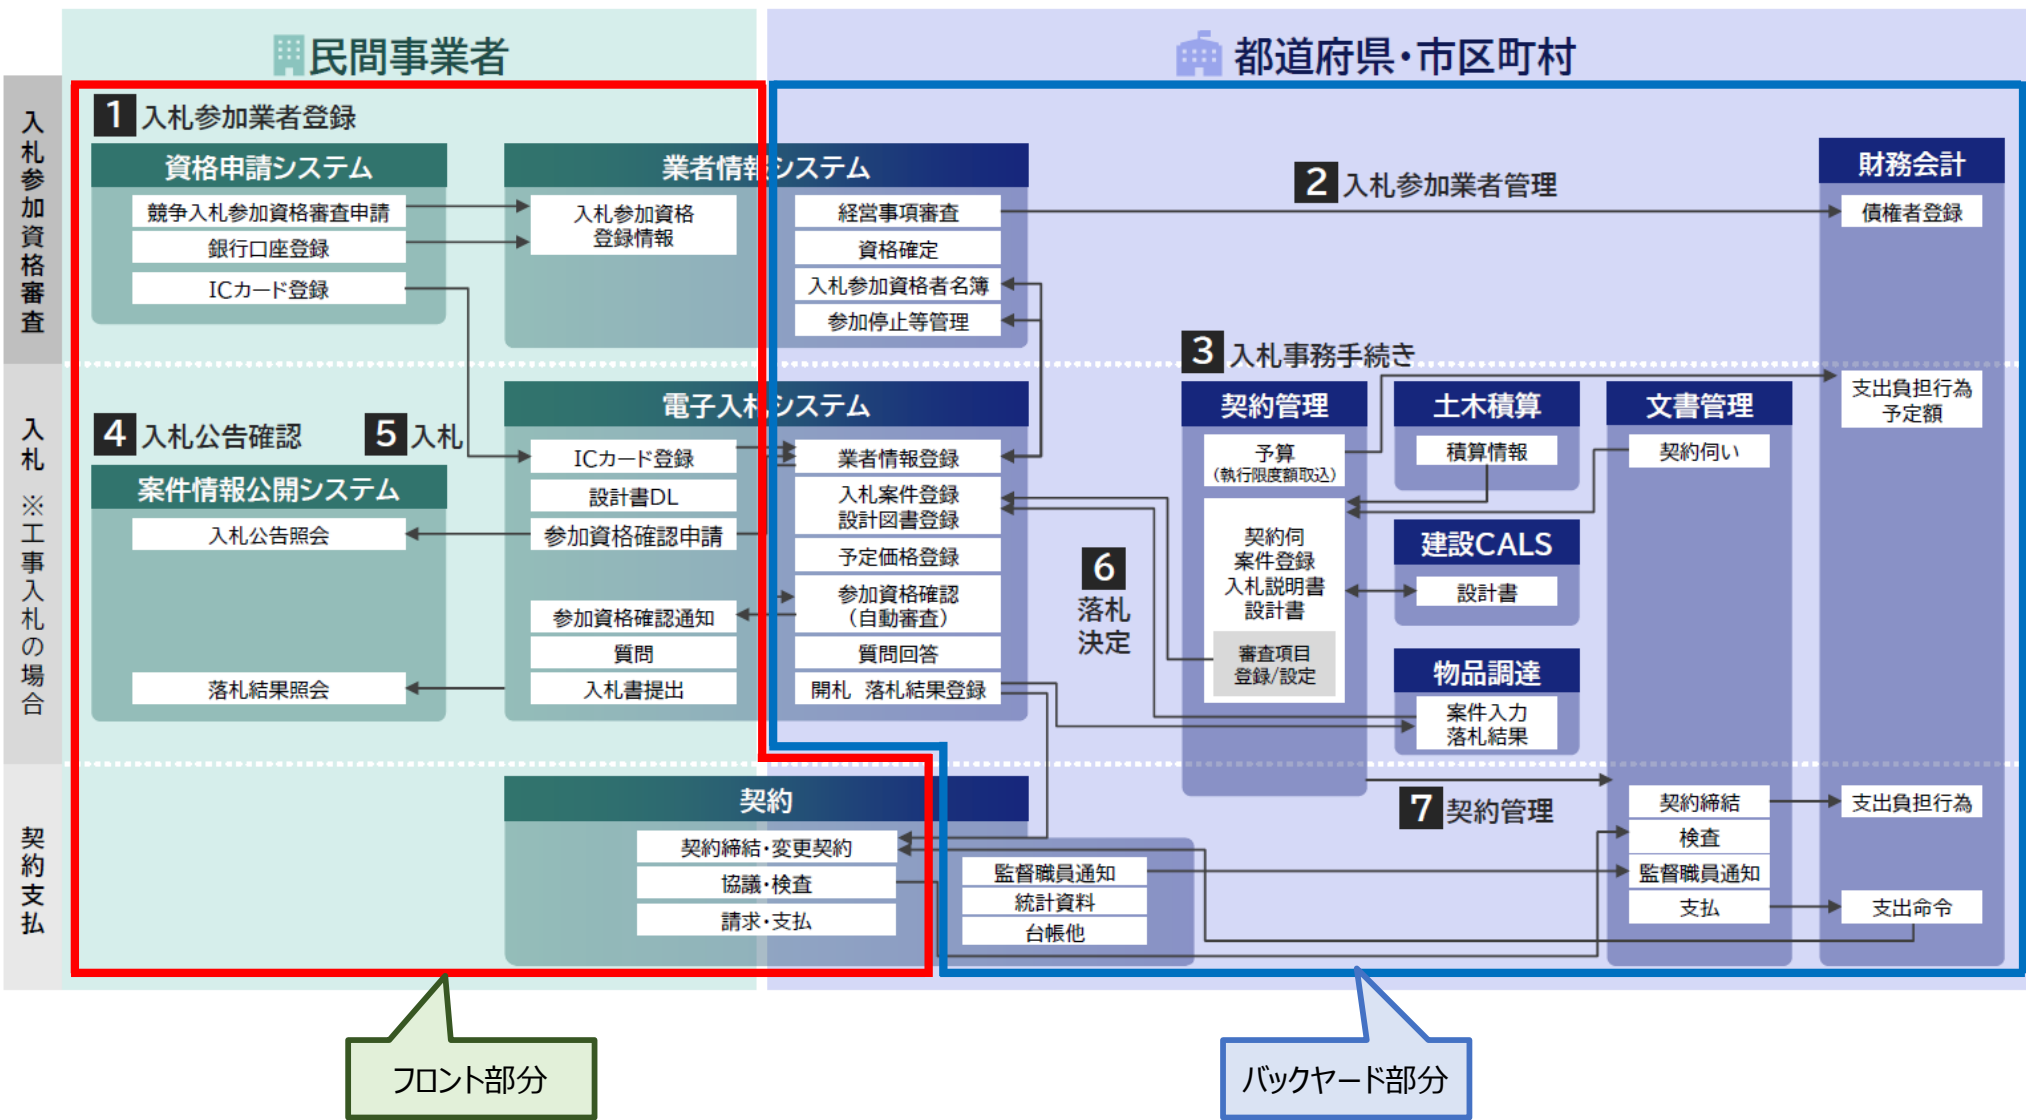 民間事業者
都道府県・市区町村
入札参加資格審査
1 入札参加業者登録
資格申請システム
競争入札参加資格審査申請
銀行口座登録
ICカード登録
業者情報システム
入札参加資格
登録情報
経営事項審査
資格確定
入札参加資格者名簿
参加停止等管理
2 入札参加業者管理
財務会計
債権者登録
入札 ※工事入札の場合
3 入札事務手続き
4 入札公告確認
5 入札
案件情報公開システム
入札公告照会
落札結果照会
電子入札システム
ICカード登録
設計書DL
参加資格確認申請
参加資格確認通知
質問
入札書提出
業者情報登録
入札案件登録
設計図書登録
予定価格登録
参加資格確認
（自動審査）
質問回答
開札 落札結果登録
6
落札
決定
契約管理
予算
（執行限度額取込）
契約伺
案件登録
入札説明書
設計書
審査項目
登録/設定
土木積算
積算情報
建設CALS
設計書
物品調達
案件入力
落札結果
文書管理
契約伺い
支出負担行為
予定額
契約支払
契約
契約締結・変更契約
協議・検査
請求・支払
監督職員通知
統計資料
台帳他
7 契約管理
契約締結
検査
監督職員通知
支払
支出負担行為
支出命令
フロント部分
バックヤード部分